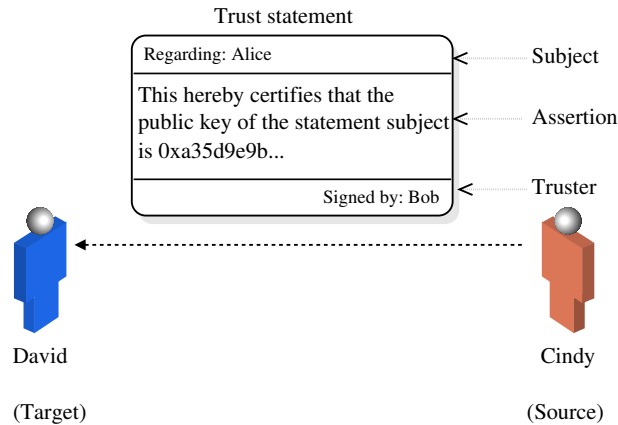 Trust statement
Regarding: Alice
Subject
This hereby certifies that the
public key of the statement subject
is 0xa35d9e9b...
Assertion
Truster
Signed by: Bob
David
Cindy
(Target)
(Source)